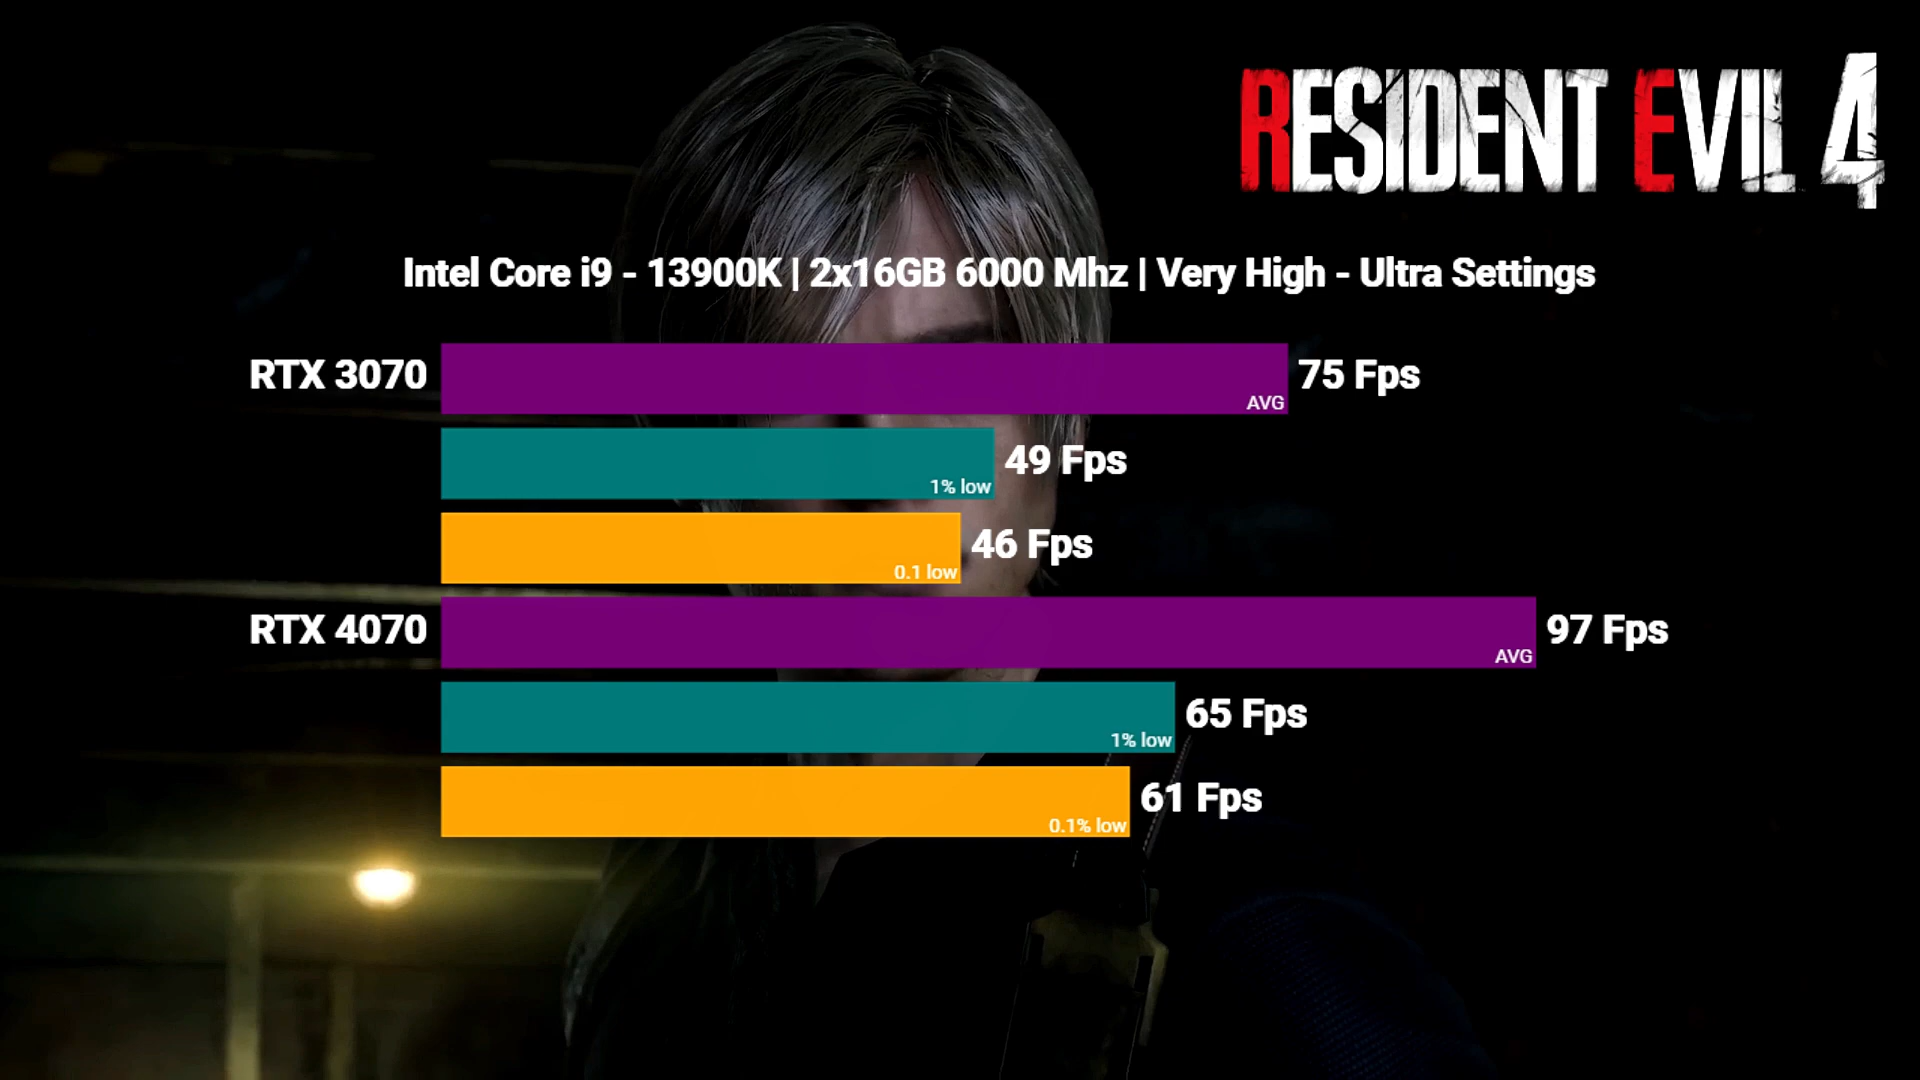 RESIDENT EVIL 4
Intel Core i9 - 13900K | 2x16GB 6000 Mhz | Very High - Ultra Settings
RTX 3070
75 Fps
AVG
49 Fps
1% low
46 Fps
0.1 low
RTX 4070
97 Fps
AVG
65 Fps
1% low
61 Fps
0.1% low